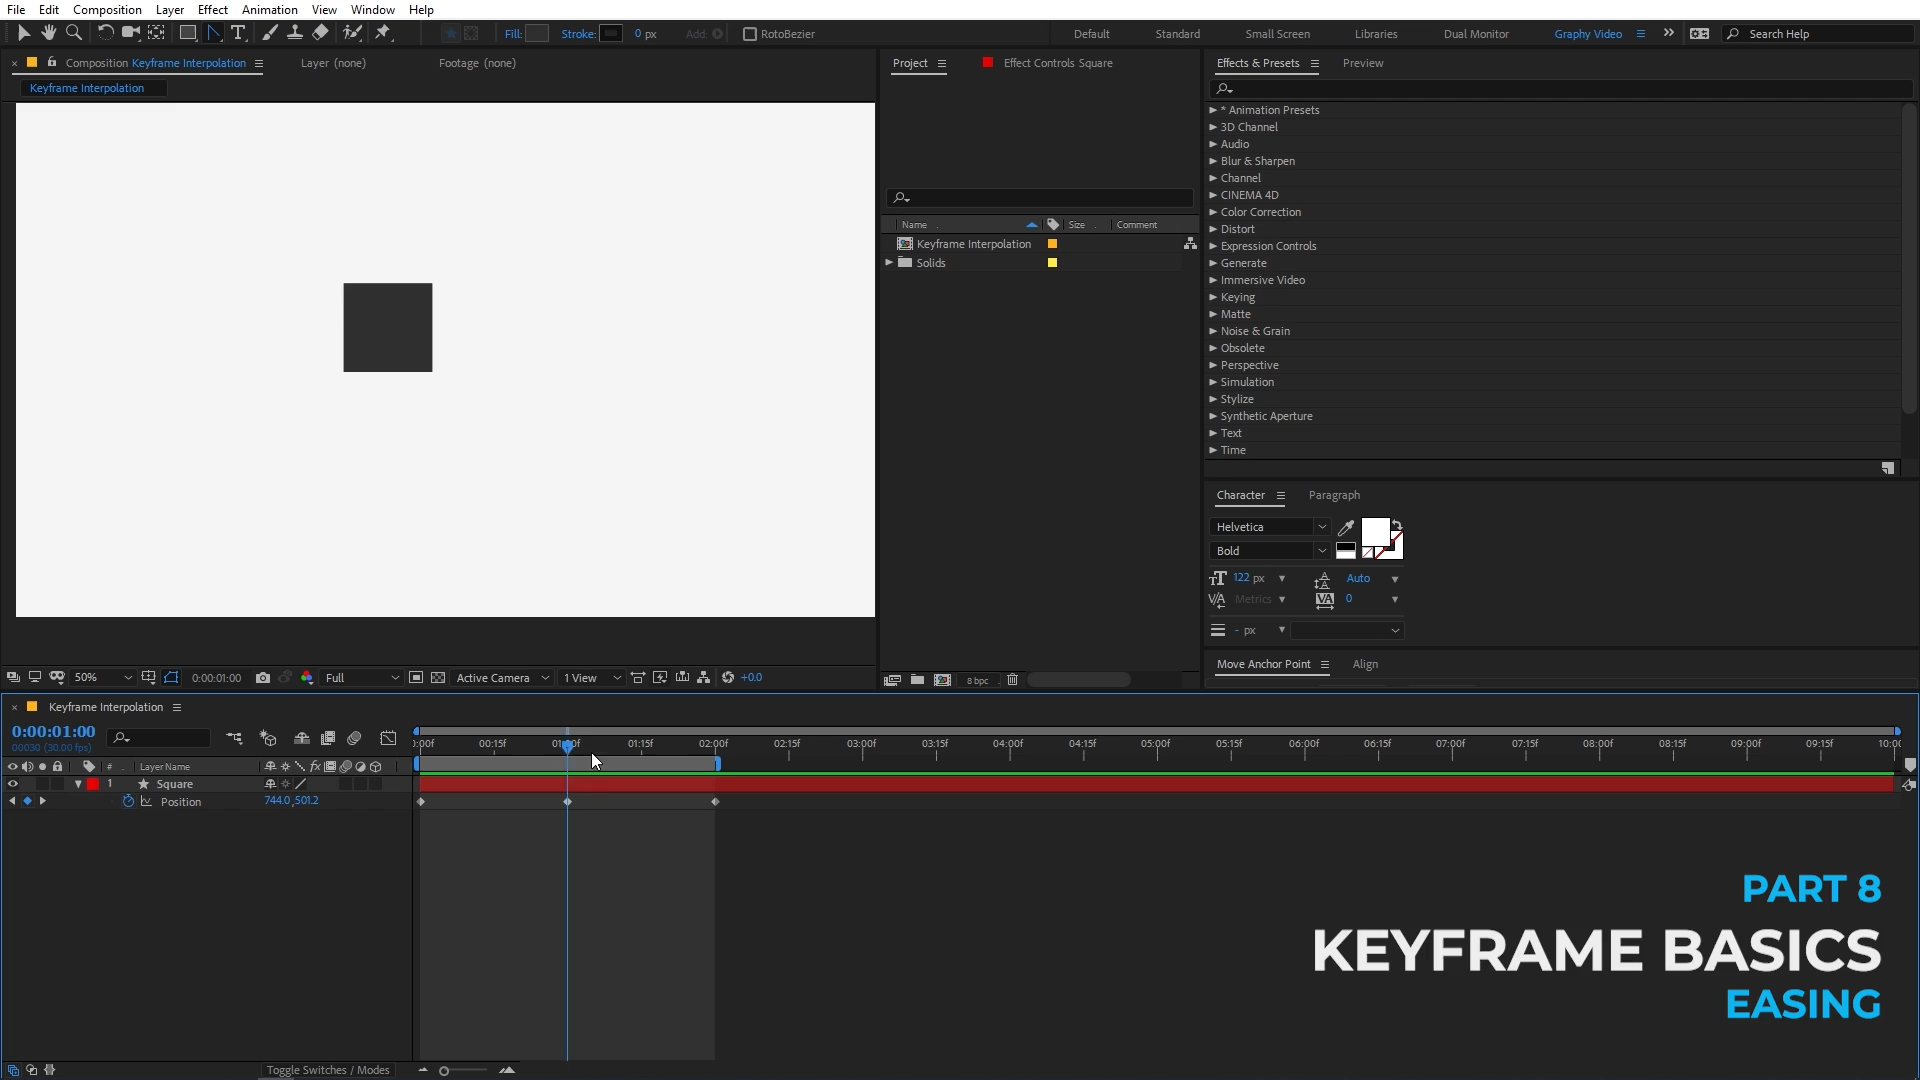 File Edit Composition Layer Effect Animation View Window Help
Fill: Stroke: 0 px Add: RotoBezier Default Standard Small Screen Libraries Dual Monitor Graphy Video Search Help
Composition Keyframe Interpolation Layer (none) Footage (none)
Keyframe Interpolation
50% 0:00:01:00 Full Active Camera 1 View +0.0
Project Effect Controls Square
Name Size Comment
Keyframe Interpolation
Solids
8 bpc
Effects & Presets Preview
* Animation Presets
3D Channel
Audio
Blur & Sharpen
Channel
CINEMA 4D
Color Correction
Distort
Expression Controls
Generate
Immersive Video
Keying
Matte
Noise & Grain
Obsolete
Perspective
Simulation
Stylize
Synthetic Aperture
Text
Time
Character Paragraph
Helvetica
Bold
122 px Auto
Metrics 0
- px
Move Anchor Point Align
Keyframe Interpolation
0:00:01:00
00030 (30.00 fps)
# Layer Name
1 Square
Position 744.0,501.2
):00f 00:15f 01:00f 01:15f 02:00f 02:15f 03:00f 03:15f 04:00f 04:15f 05:00f 05:15f 06:00f 06:15f 07:00f 07:15f 08:00f 08:15f 09:00f 09:15f 10:00
PART 8
KEYFRAME BASICS
EASING
Toggle Switches / Modes